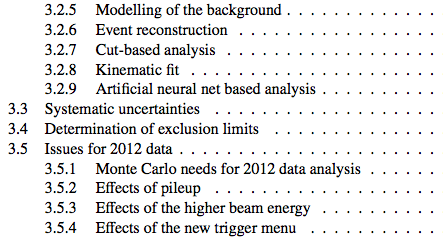 3.2.5 Modelling of the background . . . . . . . . . . . . . .
3.2.6 Event reconstruction . . . . . . . . . . . . . . . . . .
3.2.7 Cut-based analysis . . . . . . . . . . . . . . . . . . .
3.2.8 Kinematic fit . . . . . . . . . . . . . . . . . . . . .
3.2.9 Artificial neural net based analysis . . . . . . . . . . .
3.3 Systematic uncertainties . . . . . . . . . . . . . . . . . .
3.4 Determination of exclusion limits . . . . . . . . . . . . . .
3.5 Issues for 2012 data . . . . . . . . . . . . . . . . . . . .
3.5.1 Monte Carlo needs for 2012 data analysis . . . . . .
3.5.2 Effects of pileup . . . . . . . . . . . . . . . . . . .
3.5.3 Effects of the higher beam energy . . . . . . . . . . .
3.5.4 Effects of the new trigger menu . . . . . . . . . . . .